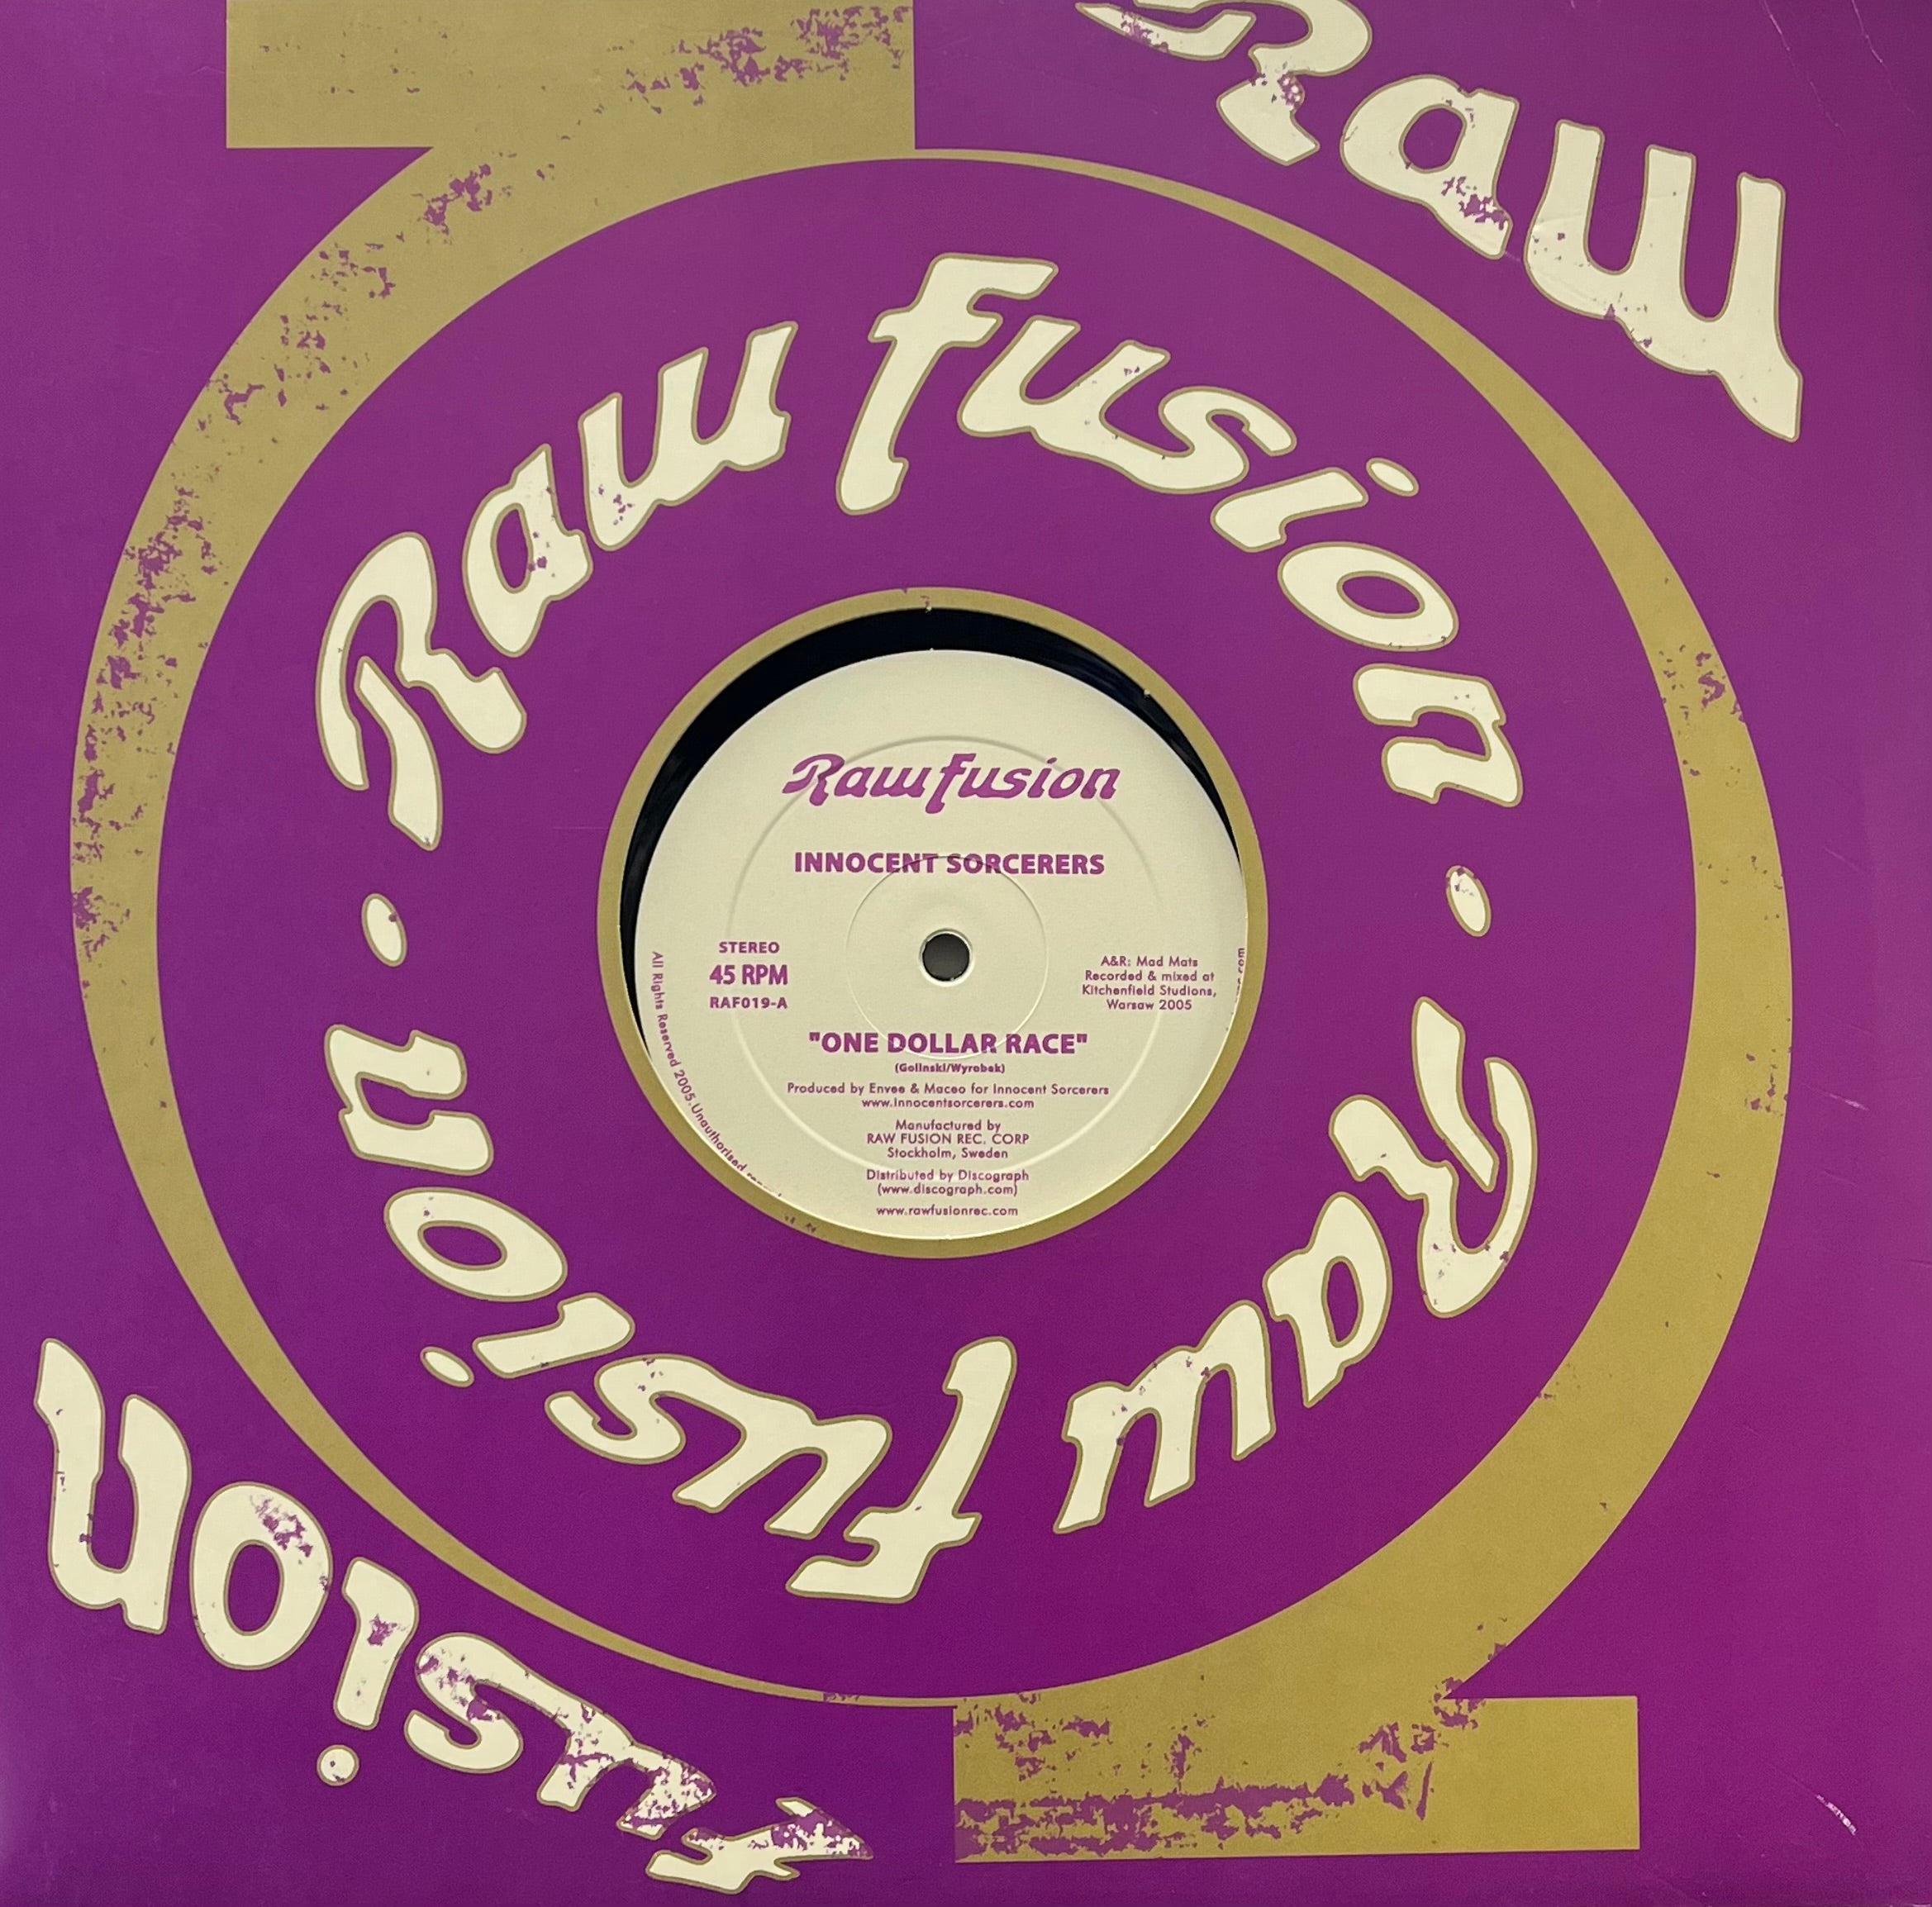 Raw
Raw fusion · Raw fusion ·
fusion
Raw fusion
INNOCENT SORCERERS
STEREO
45 RPM
RAF019-A
A&R: Mad Mats
Recorded & mixed at
Kitchenfield Studions,
Warsaw 2005
"ONE DOLLAR RACE"
(Golinski/Wyrobek)
Produced by Envee & Maceo for Innocent Sorcerers
www.innocentsorcerers.com
Manufactured by
RAW FUSION REC. CORP
Stockholm, Sweden
Distributed by Discograph
(www.discograph.com)
www.rawfusionrec.com
All Rights Reserved 2005.Unauthorised